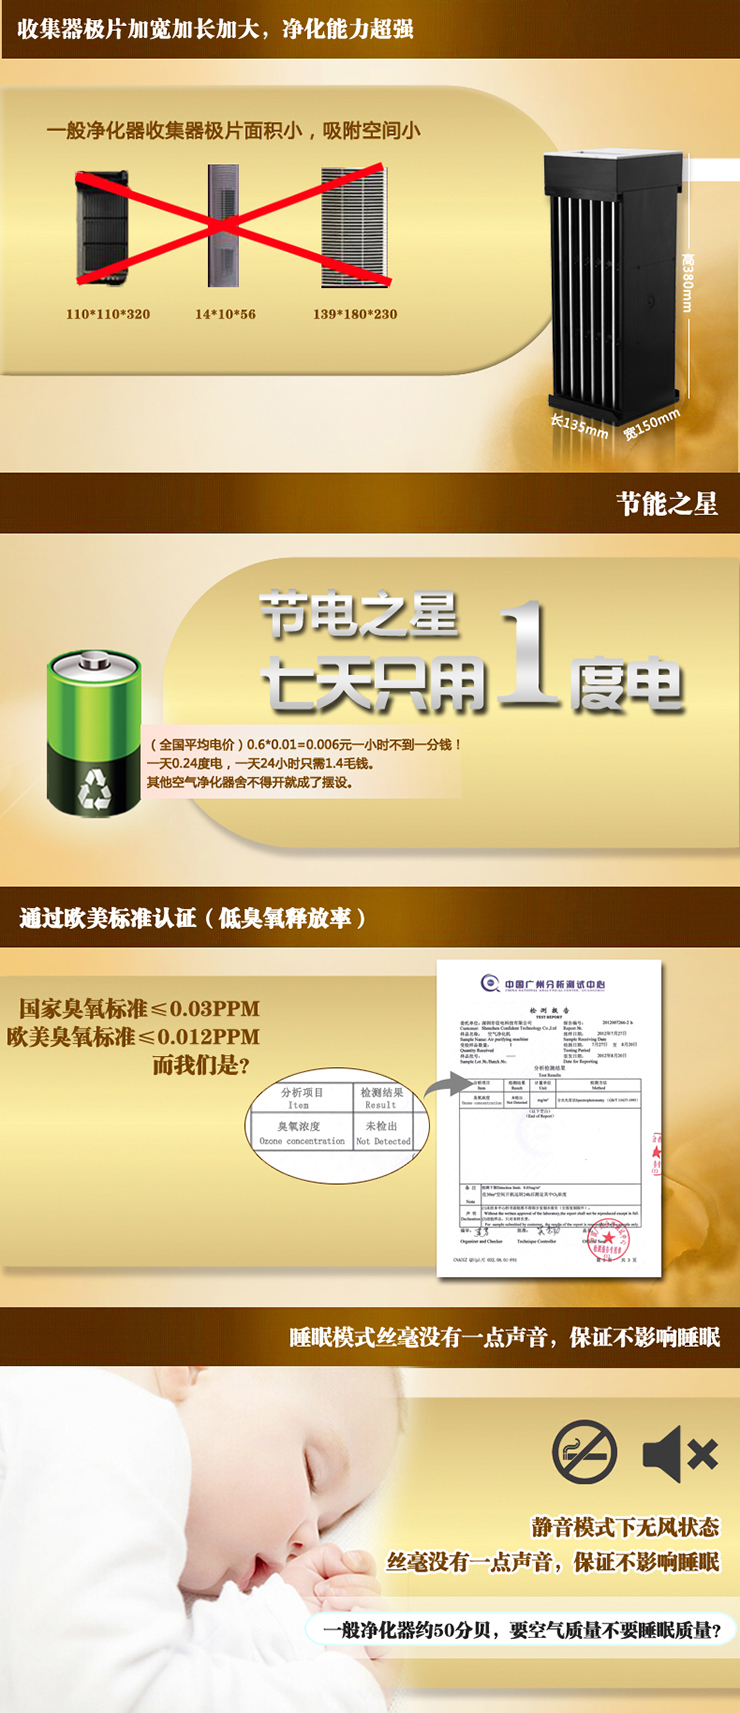 收集器极片加宽加长加大，净化能力超强
一般净化器收集器极片面积小，吸附空间小
110*110*320
14*10*56
139*180*230
高380mm
长135mm
宽150mm
节能之星
节电之星
七天只用1度电
（全国平均电价）0.6*0.01=0.006元一小时不到一分钱！
一天0.24度电，一天24小时只需1.4毛钱。
其他空气净化器舍不得开就成了摆设。
通过欧美标准认证（低臭氧释放率）
国家臭氧标准≤0.03PPM
欧美臭氧标准≤0.012PPM
而我们是?
分析项目 检测结果
Item Result
臭氧浓度 未检出
Ozone concentration Not Detected
中国广州分析测试中心
检测报告
TEST REPORT
分析检测结果
Test Results
睡眠模式丝毫没有一点声音，保证不影响睡眠
静音模式下无风状态
丝毫没有一点声音，保证不影响睡眠
一般净化器约50分贝，要空气质量不要睡眠质量?